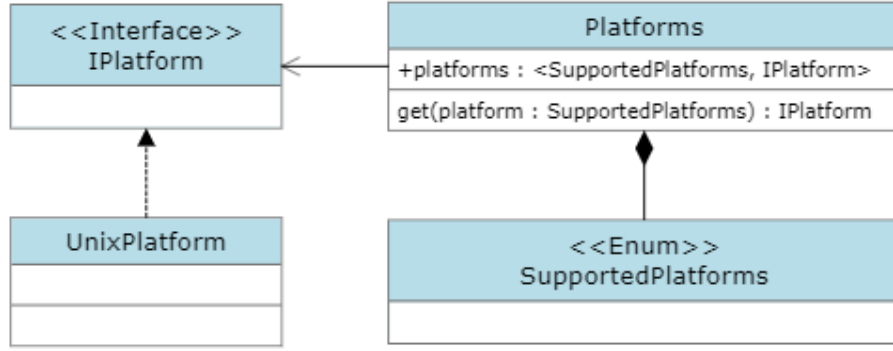 <<Interface>>
IPlatform
Platforms
+platforms : <SupportedPlatforms, IPlatform>
get(platform : SupportedPlatforms) : IPlatform
UnixPlatform
<<Enum>>
SupportedPlatforms